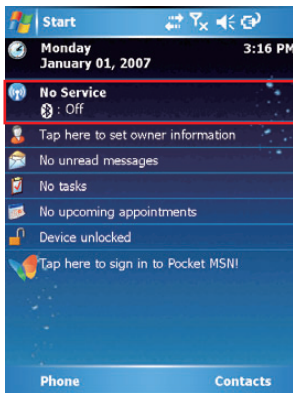 Start
Monday 3:16 PM
January 01, 2007
No Service
: Off
Tap here to set owner information
No unread messages
No tasks
No upcoming appointments
Device unlocked
Tap here to sign in to Pocket MSN!
Phone Contacts